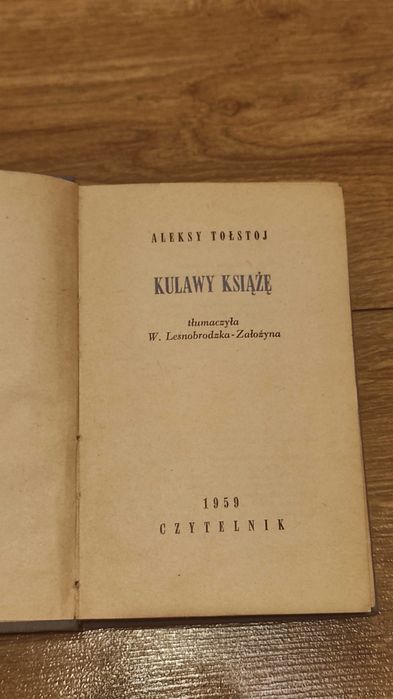 ALEKSY TOŁSTOJ
KULAWY KSIĄŻĘ
tłumaczyła
W. Lesnobrodzka-Założyna
1959
CZYTELNIK